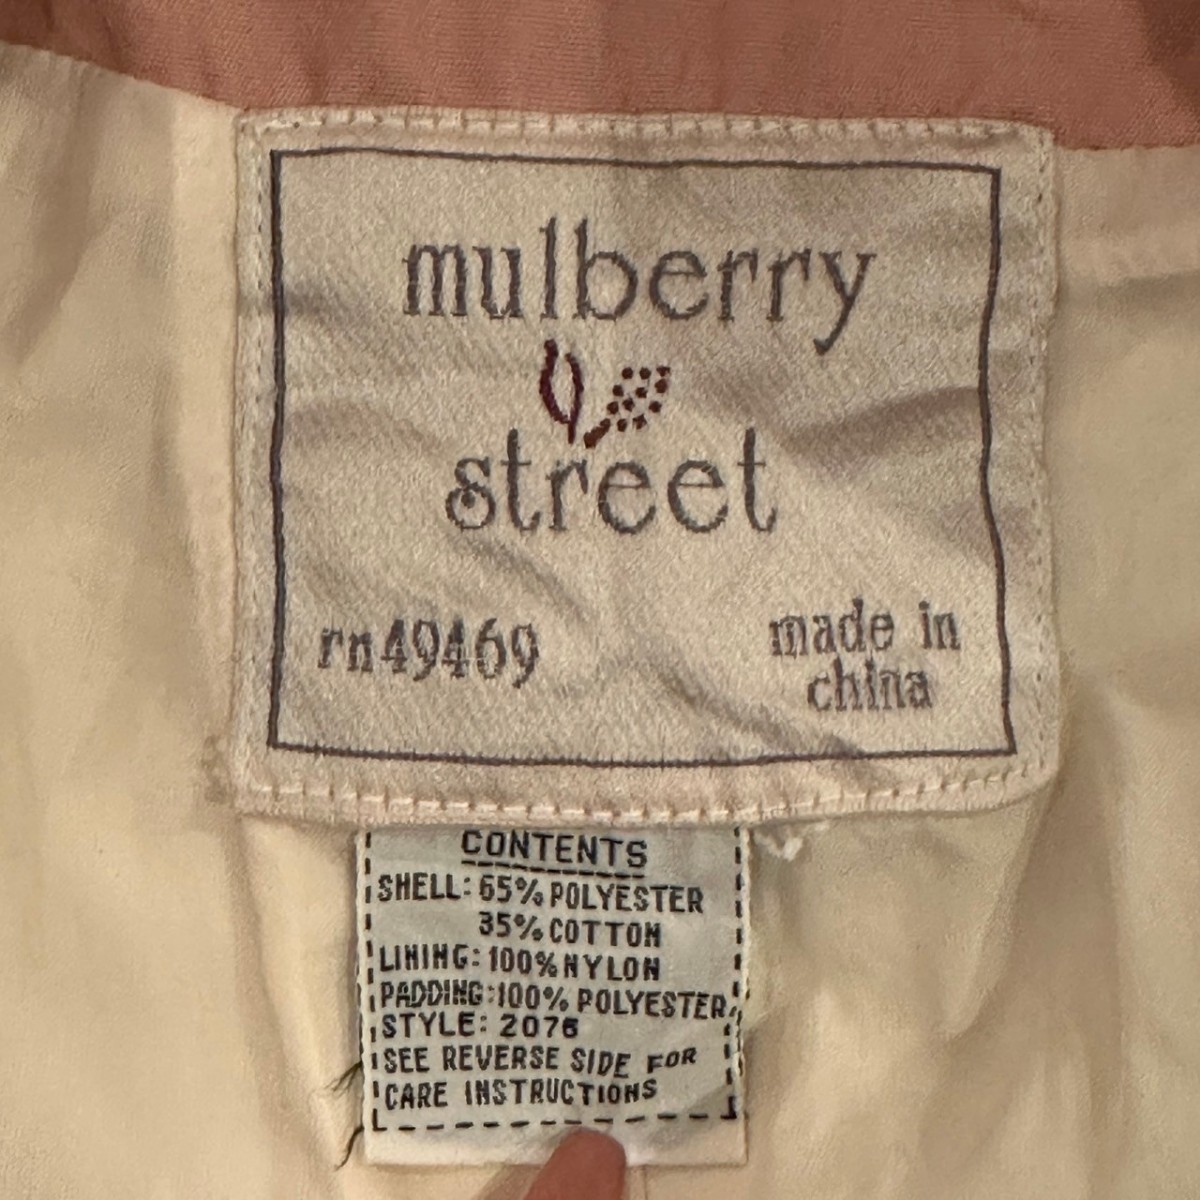 mulberry
street
rn49469
made in
china
CONTENTS
SHELL: 65% POLYESTER
35% COTTON
LINING: 100% NYLON
PADDING: 100% POLYESTER
STYLE: 2076
SEE REVERSE SIDE FOR
CARE INSTRUCTIONS